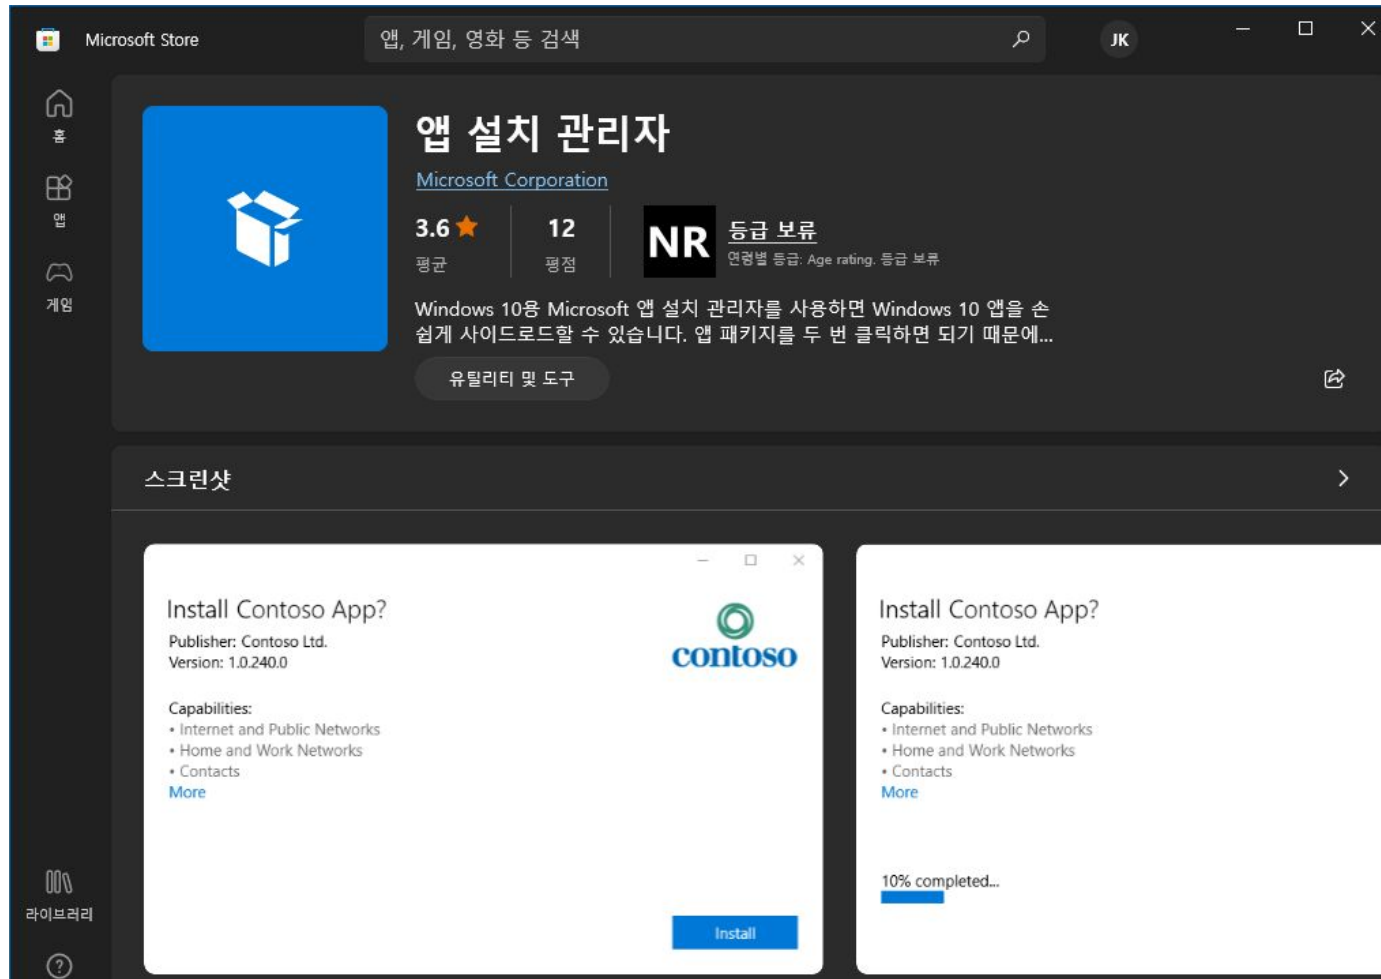 Microsoft Store
앱, 게임, 영화 등 검색
JK
홈
앱
게임
라이브러리
앱 설치 관리자
Microsoft Corporation
3.6
평균
12
평점
NR
등급 보류
연령별 등급: Age rating. 등급 보류
Windows 10용 Microsoft 앱 설치 관리자를 사용하면 Windows 10 앱을 손
쉽게 사이드로드할 수 있습니다. 앱 패키지를 두 번 클릭하면 되기 때문에...
유틸리티 및 도구
스크린샷
Install Contoso App?
Publisher: Contoso Ltd.
Version: 1.0.240.0
contoso
Capabilities:
• Internet and Public Networks
• Home and Work Networks
• Contacts
More
Install
Install Contoso App?
Publisher: Contoso Ltd.
Version: 1.0.240.0
Capabilities:
• Internet and Public Networks
• Home and Work Networks
• Contacts
More
10% completed...